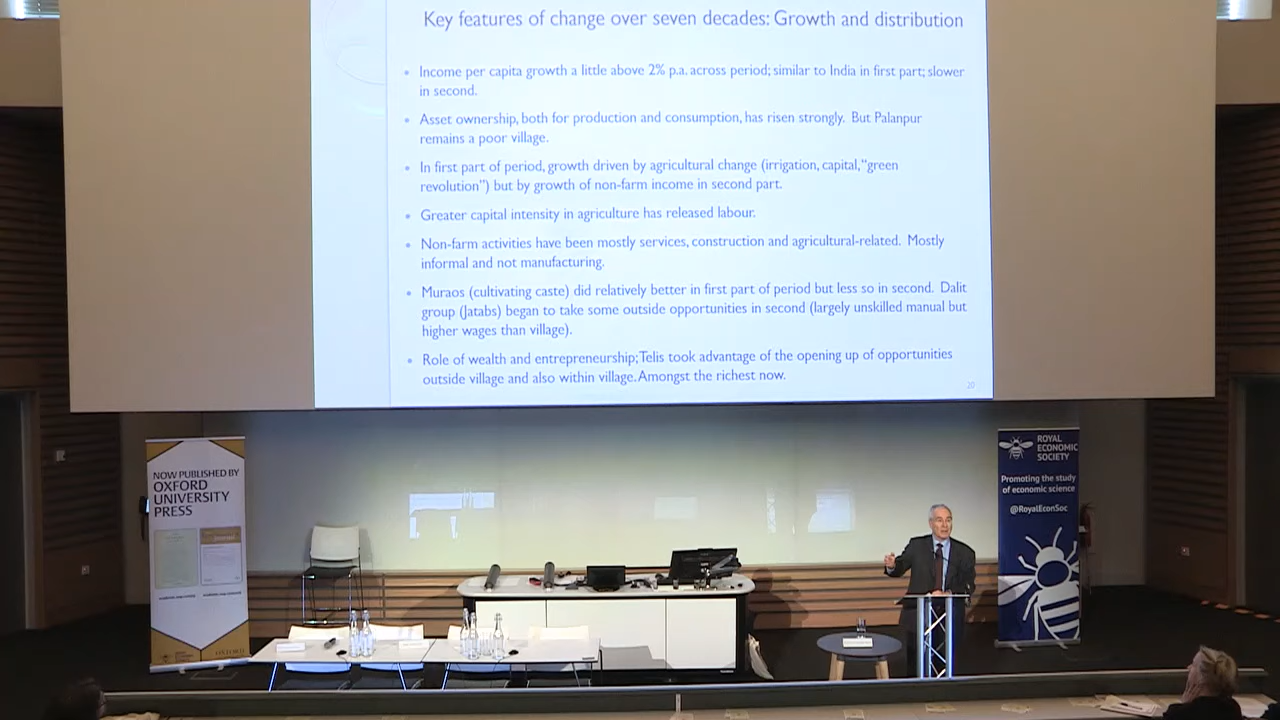 Key features of change over seven decades: Growth and distribution
• Income per capita growth a little above 2% p.a. across period; similar to India in first part; slower
in second.
• Asset ownership, both for production and consumption, has risen strongly. But Palanpur
remains a poor village.
• In first part of period, growth driven by agricultural change (irrigation, capital, "green
revolution") but by growth of non-farm income in second part.
• Greater capital intensity in agriculture has released labour.
• Non-farm activities have been mostly services, construction and agricultural-related. Mostly
informal and not manufacturing.
• Muraos (cultivating caste) did relatively better in first part of period but less so in second. Dalit
group (Jatabs) began to take some outside opportunities in second (largely unskilled manual but
higher wages than village).
• Role of wealth and entrepreneurship; Telis took advantage of the opening up of opportunities
outside village and also within village. Amongst the richest now.
20
NOW PUBLISHED BY
OXFORD
UNIVERSITY
PRESS
OXFORD
ROYAL
ECONOMIC
SOCIETY
Promoting the study
of economic science
@RoyalEconSoc